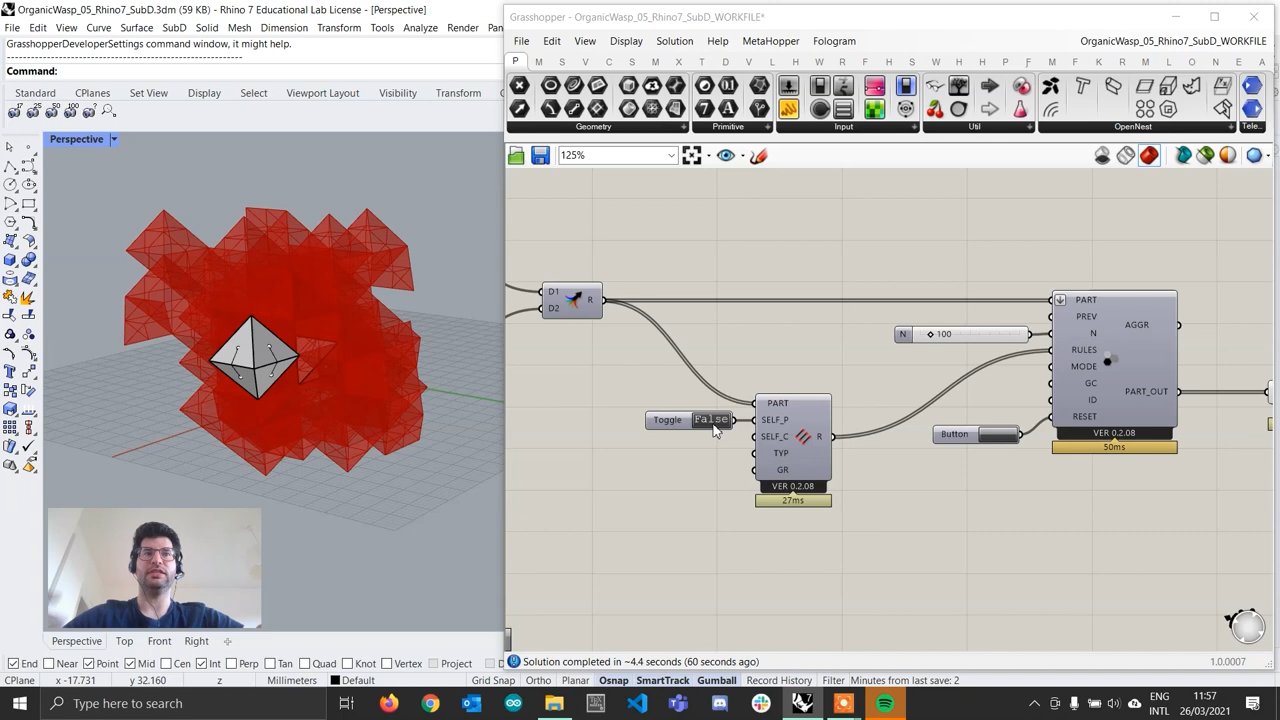 OrganicWasp_05_Rhino7_SubD.3dm (59 KB) - Rhino 7 Educational Lab License - [Perspective]
File Edit View Curve Surface SubD Solid Mesh Dimension Transform Tools Analyze Render
GrasshopperDeveloperSettings command window, it might help.
Command:
Standard CPlanes Set View Display Select Viewport Layout Visibility Transform
17 25 50 100
Perspective
Grasshopper - OrganicWasp_05_Rhino7_SubD_WORKFILE*
File Edit View Display Solution Help MetaHopper Fologram
OrganicWasp_05_Rhino7_SubD_WORKFILE
P M S V C S M X T D W M L O K B H S V A G S D P H F M L O K S F E A
Geometry Primitive Input Util OpenNest Tele...
125%
D1
D2
R
N 100
PART
PREV
N
RULES
MODE
GC
ID
RESET
AGGR
PART_OUT
VER 0.2.08
50ms
Toggle False
PART
SELF_P
SELF_C
TYP
GR
R
VER 0.2.08
27ms
Button
Solution completed in ~4.4 seconds (60 seconds ago)
1.0.0007
Perspective Top Front Right
End Near Point Mid Cen Int Perp Tan Quad Knot Vertex Project
CPlane x -17.731 y 32.160 z Millimeters Default Grid Snap Ortho Planar Osnap SmartTrack Gumball Record History Filter Minutes from last save: 2
Type here to search
ENG
INTL
11:57
26/03/2021